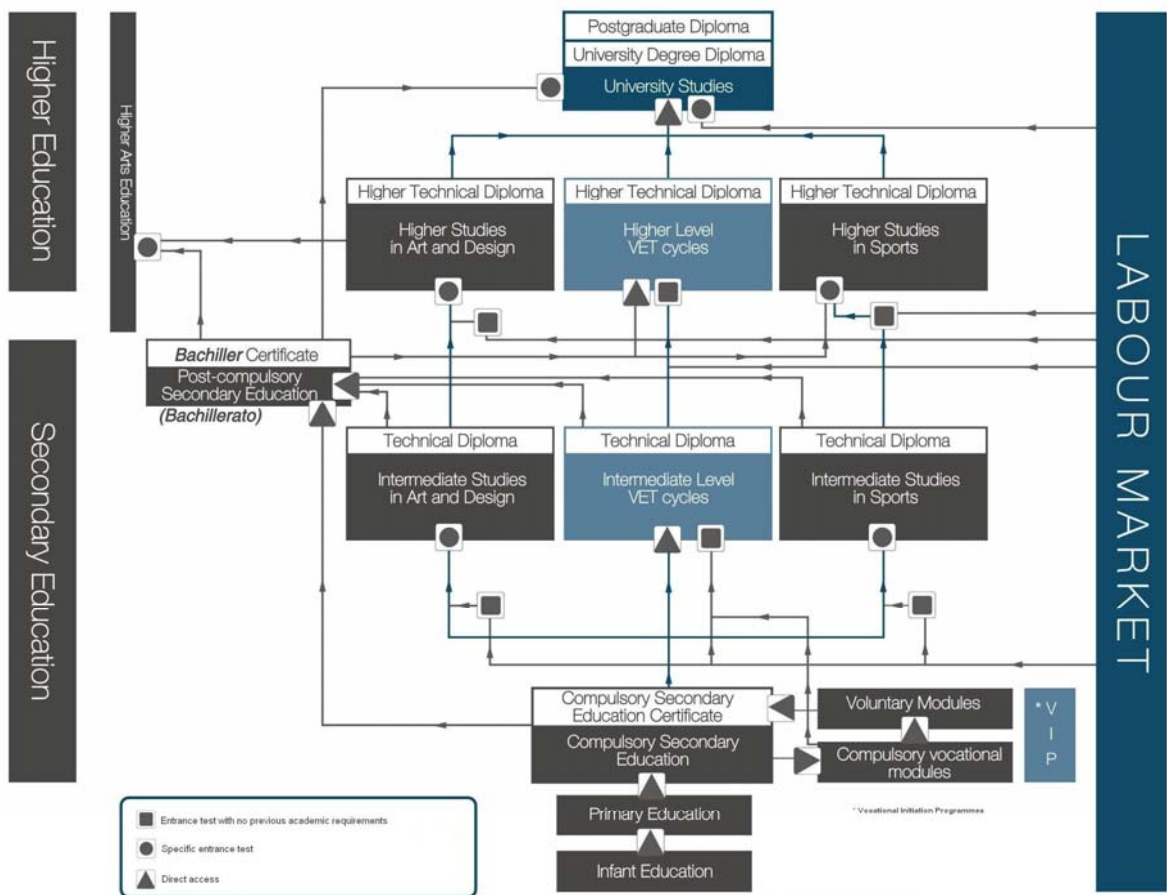 Higher Education
Higher Arts Education
Postgraduate Diploma
University Degree Diploma
University Studies
Higher Technical Diploma
Higher Studies
in Art and Design
Higher Technical Diploma
Higher Level
VET cycles
Higher Technical Diploma
Higher Studies
in Sports
LABOUR MARKET
Secondary Education
Bachiller Certificate
Post-compulsory
Secondary Education
(Bachillerato)
Technical Diploma
Intermediate Studies
in Art and Design
Technical Diploma
Intermediate Level
VET cycles
Technical Diploma
Intermediate Studies
in Sports
Compulsory Secondary
Education Certificate
Compulsory Secondary
Education
Voluntary Modules
Compulsory vocational
modules
* V
I
P
Primary Education
Infant Education
* Vocational Initiation Programmes
Entrance test with no previous academic requirements
Specific entrance test
Direct access